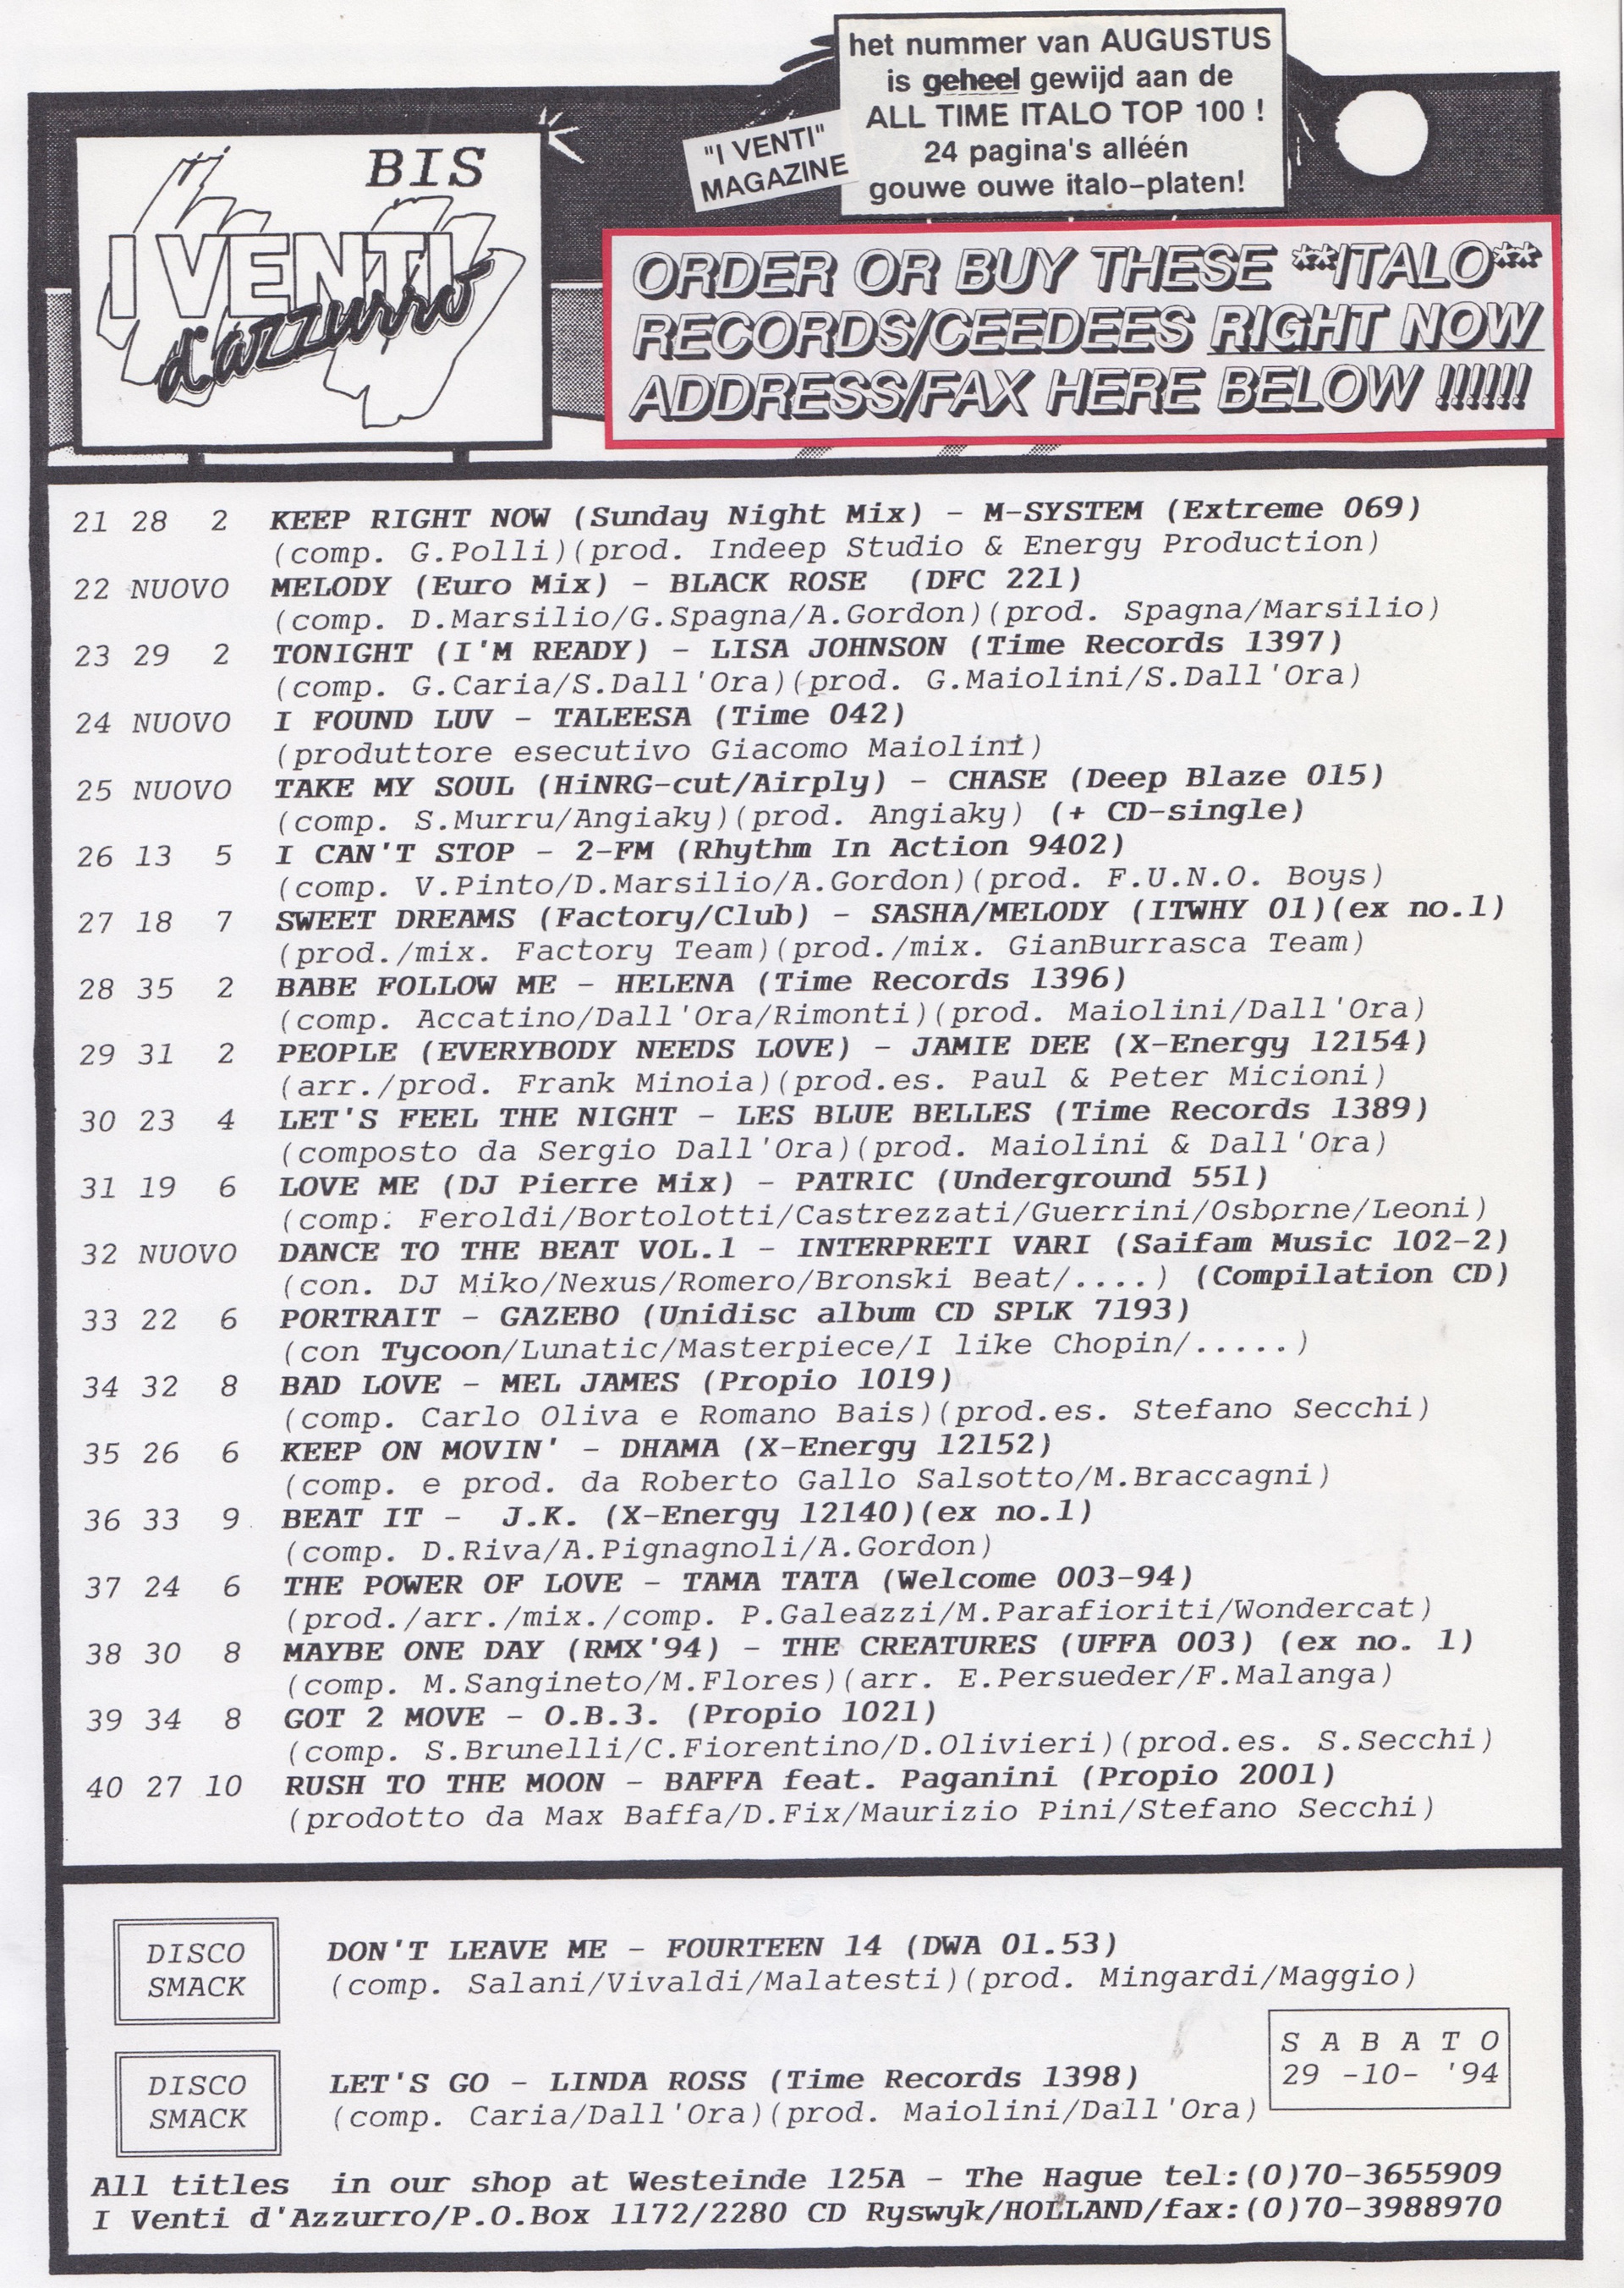 het nummer van AUGUSTUS
is geheel gewijd aan de
ALL TIME ITALO TOP 100 !
24 pagina's alléén
gouwe ouwe italo-platen!
"I VENTI"
MAGAZINE
BIS
I VENTI
d'azzurro
ORDER OR BUY THESE **ITALO**
RECORDS/CEEDEES RIGHT NOW
ADDRESS/FAX HERE BELOW !!!!!!
21 28 2 KEEP RIGHT NOW (Sunday Night Mix) - M-SYSTEM (Extreme 069)
(comp. G.Polli)(prod. Indeep Studio & Energy Production)
22 NUOVO MELODY (Euro Mix) - BLACK ROSE (DFC 221)
(comp. D.Marsilio/G.Spagna/A.Gordon)(prod. Spagna/Marsilio)
23 29 2 TONIGHT (I'M READY) - LISA JOHNSON (Time Records 1397)
(comp. G.Caria/S.Dall'Ora)(prod. G.Maiolini/S.Dall'Ora)
24 NUOVO I FOUND LUV - TALEESA (Time 042)
(produttore esecutivo Giacomo Maiolini)
25 NUOVO TAKE MY SOUL (HiNRG-cut/Airply) - CHASE (Deep Blaze 015)
(comp. S.Murru/Angiaky)(prod. Angiaky) (+ CD-single)
26 13 5 I CAN'T STOP - 2-FM (Rhythm In Action 9402)
(comp. V.Pinto/D.Marsilio/A.Gordon)(prod. F.U.N.O. Boys)
27 18 7 SWEET DREAMS (Factory/Club) - SASHA/MELODY (ITWHY 01)(ex no.1)
(prod./mix. Factory Team)(prod./mix. GianBurrasca Team)
28 35 2 BABE FOLLOW ME - HELENA (Time Records 1396)
(comp. Accatino/Dall'Ora/Rimonti)(prod. Maiolini/Dall'Ora)
29 31 2 PEOPLE (EVERYBODY NEEDS LOVE) - JAMIE DEE (X-Energy 12154)
(arr./prod. Frank Minoia)(prod.es. Paul & Peter Micioni)
30 23 4 LET'S FEEL THE NIGHT - LES BLUE BELLES (Time Records 1389)
(composto da Sergio Dall'Ora)(prod. Maiolini & Dall'Ora)
31 19 6 LOVE ME (DJ Pierre Mix) - PATRIC (Underground 551)
(comp. Feroldi/Bortolotti/Castrezzati/Guerrini/Osborne/Leoni)
32 NUOVO DANCE TO THE BEAT VOL.1 - INTERPRETI VARI (Saifam Music 102-2)
(con. DJ Miko/Nexus/Romero/Bronski Beat/....) (Compilation CD)
33 22 6 PORTRAIT - GAZEBO (Unidisc album CD SPLK 7193)
(con Tycoon/Lunatic/Masterpiece/I like Chopin/.....)
34 32 8 BAD LOVE - MEL JAMES (Propio 1019)
(comp. Carlo Oliva e Romano Bais)(prod.es. Stefano Secchi)
35 26 6 KEEP ON MOVIN' - DHAMA (X-Energy 12152)
(comp. e prod. da Roberto Gallo Salsotto/M.Braccagni)
36 33 9 BEAT IT - J.K. (X-Energy 12140)(ex no.1)
(comp. D.Riva/A.Pignagnoli/A.Gordon)
37 24 6 THE POWER OF LOVE - TAMA TATA (Welcome 003-94)
(prod./arr./mix./comp. P.Galeazzi/M.Parafioriti/Wondercat)
38 30 8 MAYBE ONE DAY (RMX'94) - THE CREATURES (UFFA 003) (ex no. 1)
(comp. M.Sangineto/M.Flores)(arr. E.Persueder/F.Malanga)
39 34 8 GOT 2 MOVE - O.B.3. (Propio 1021)
(comp. S.Brunelli/C.Fiorentino/D.Olivieri)(prod.es. S.Secchi)
40 27 10 RUSH TO THE MOON - BAFFA feat. Paganini (Propio 2001)
(prodotto da Max Baffa/D.Fix/Maurizio Pini/Stefano Secchi)
DISCO
SMACK
DON'T LEAVE ME - FOURTEEN 14 (DWA 01.53)
(comp. Salani/Vivaldi/Malatesti)(prod. Mingardi/Maggio)
DISCO
SMACK
LET'S GO - LINDA ROSS (Time Records 1398)
(comp. Caria/Dall'Ora)(prod. Maiolini/Dall'Ora)
S A B A T O
29 -10- '94
All titles in our shop at Westeinde 125A - The Hague tel:(0)70-3655909
I Venti d'Azzurro/P.O.Box 1172/2280 CD Ryswyk/HOLLAND/fax:(0)70-3988970